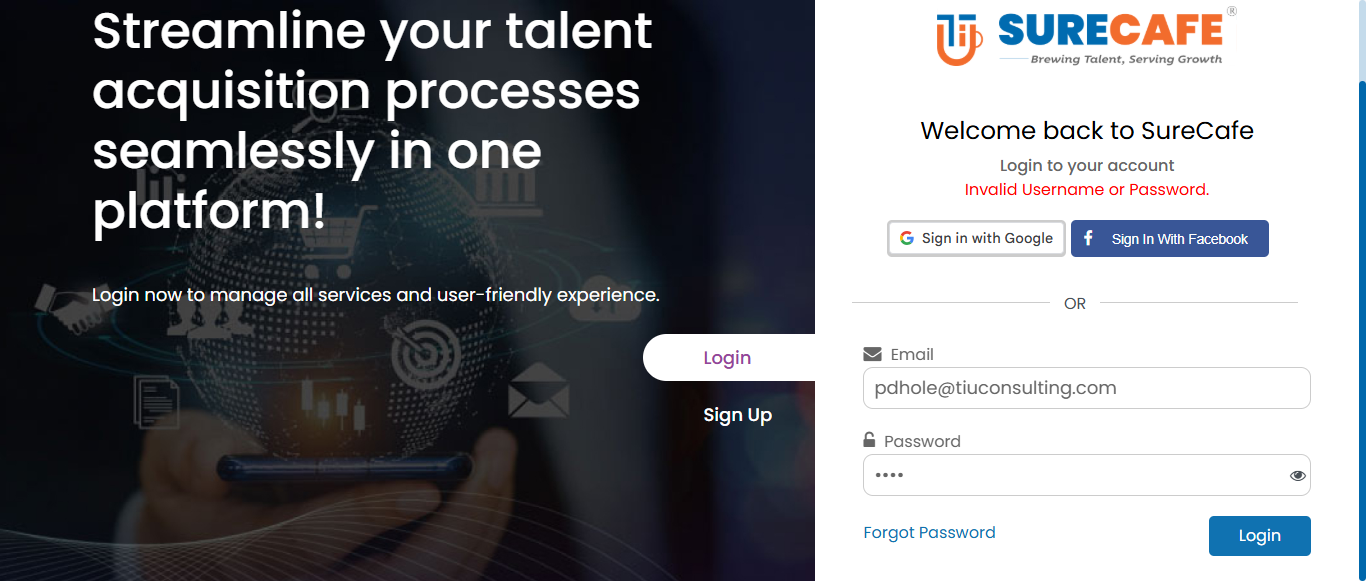 Streamline your talent
acquisition processes
seamlessly in one
platform!
Login now to manage all services and user-friendly experience.
Login
Sign Up
SURECAFE®
Brewing Talent, Serving Growth
Welcome back to SureCafe
Login to your account
Invalid Username or Password.
Sign in with Google
Sign In With Facebook
OR
Email
pdhole@tiuconsulting.com
Password
••••
Forgot Password
Login